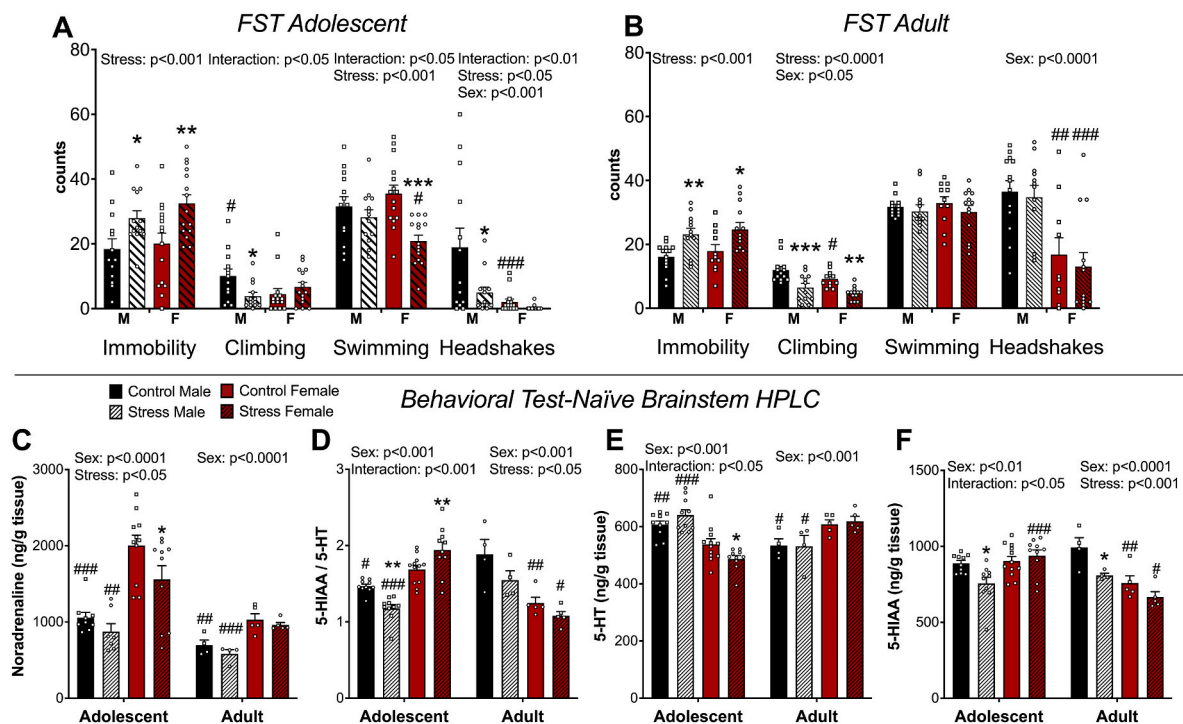 A
FST Adolescent
counts
80
60
40
20
0
Stress: p<0.001
Interaction: p<0.05
Interaction: p<0.05
Stress: p<0.001
Interaction: p<0.01
Stress: p<0.05
Sex: p<0.001
*
**
#
*
***
#
*
###
M F M F M F M F
Immobility Climbing Swimming Headshakes
B
FST Adult
counts
80
60
40
20
0
Stress: p<0.001
Stress: p<0.0001
Sex: p<0.05
Sex: p<0.0001
**
*
***
#
**
## ###
M F M F M F M F
Immobility Climbing Swimming Headshakes
Control Male
Stress Male
Control Female
Stress Female
Behavioral Test-Naïve Brainstem HPLC
C
Noradrenaline (ng/g tissue)
3000
2000
1000
0
Sex: p<0.0001
Stress: p<0.05
Sex: p<0.0001
###
##
*
##
###
Adolescent Adult
D
5-HIAA / 5-HT
3
2
1
0
Sex: p<0.001
Interaction: p<0.001
Sex: p<0.001
Stress: p<0.05
#
**
###
**
##
#
Adolescent Adult
E
5-HT (ng/g tissue)
800
600
400
200
0
Sex: p<0.001
Interaction: p<0.05
Sex: p<0.001
##
###
*
#
#
Adolescent Adult
F
5-HIAA (ng/g tissue)
1500
1000
500
0
Sex: p<0.01
Interaction: p<0.05
Sex: p<0.0001
Stress: p<0.001
*
###
*
##
#
Adolescent Adult